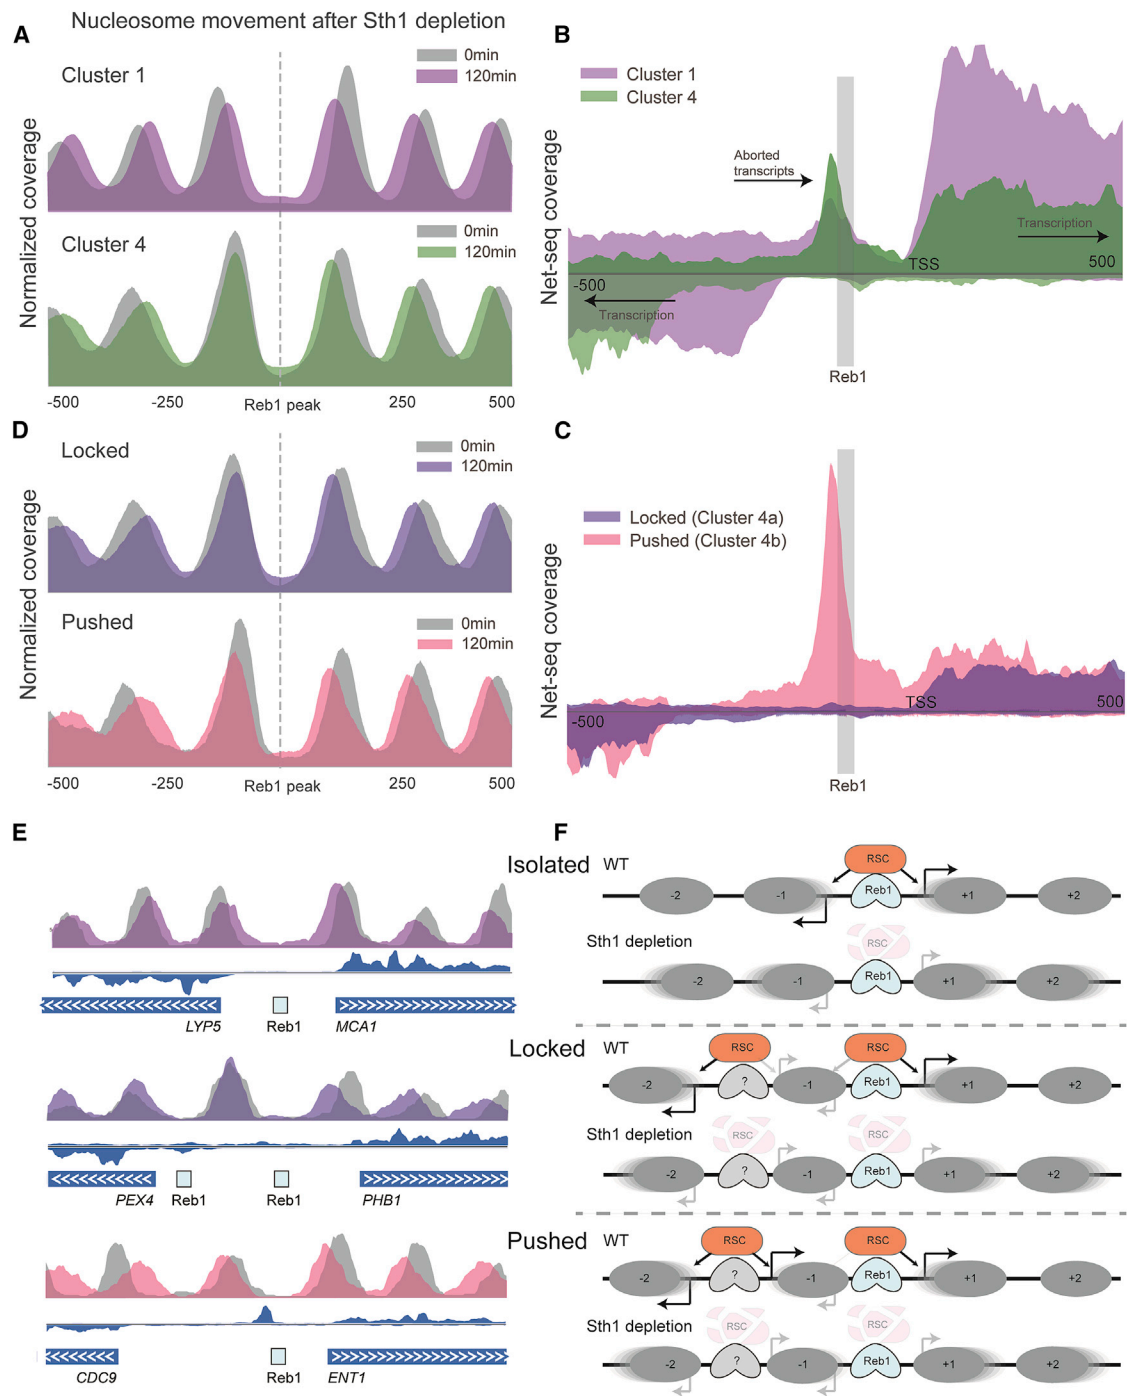 Nucleosome movement after Sth1 depletion
A
0min
120min
Cluster 1
Cluster 4
0min
120min
Normalized coverage
-500
-250
Reb1 peak
250
500
B
Cluster 1
Cluster 4
Aborted
transcripts
Net-seq coverage
Transcription
TSS
500
-500
Transcription
Reb1
D
Locked
0min
120min
Pushed
0min
120min
Normalized coverage
-500
-250
Reb1 peak
250
500
C
Locked (Cluster 4a)
Pushed (Cluster 4b)
Net-seq coverage
TSS
-500
500
Reb1
E
LYP5
Reb1
MCA1
PEX4
Reb1
Reb1
PHB1
CDC9
Reb1
ENT1
F
Isolated
WT
RSC
-2
-1
Reb1
+1
+2
Sth1 depletion
RSC
-2
-1
Reb1
+1
+2
Locked
WT
RSC
RSC
-2
?
-1
Reb1
+1
+2
Sth1 depletion
RSC
RSC
-2
?
-1
Reb1
+1
+2
Pushed
WT
RSC
RSC
-2
?
-1
Reb1
+1
+2
Sth1 depletion
RSC
RSC
-2
?
-1
Reb1
+1
+2